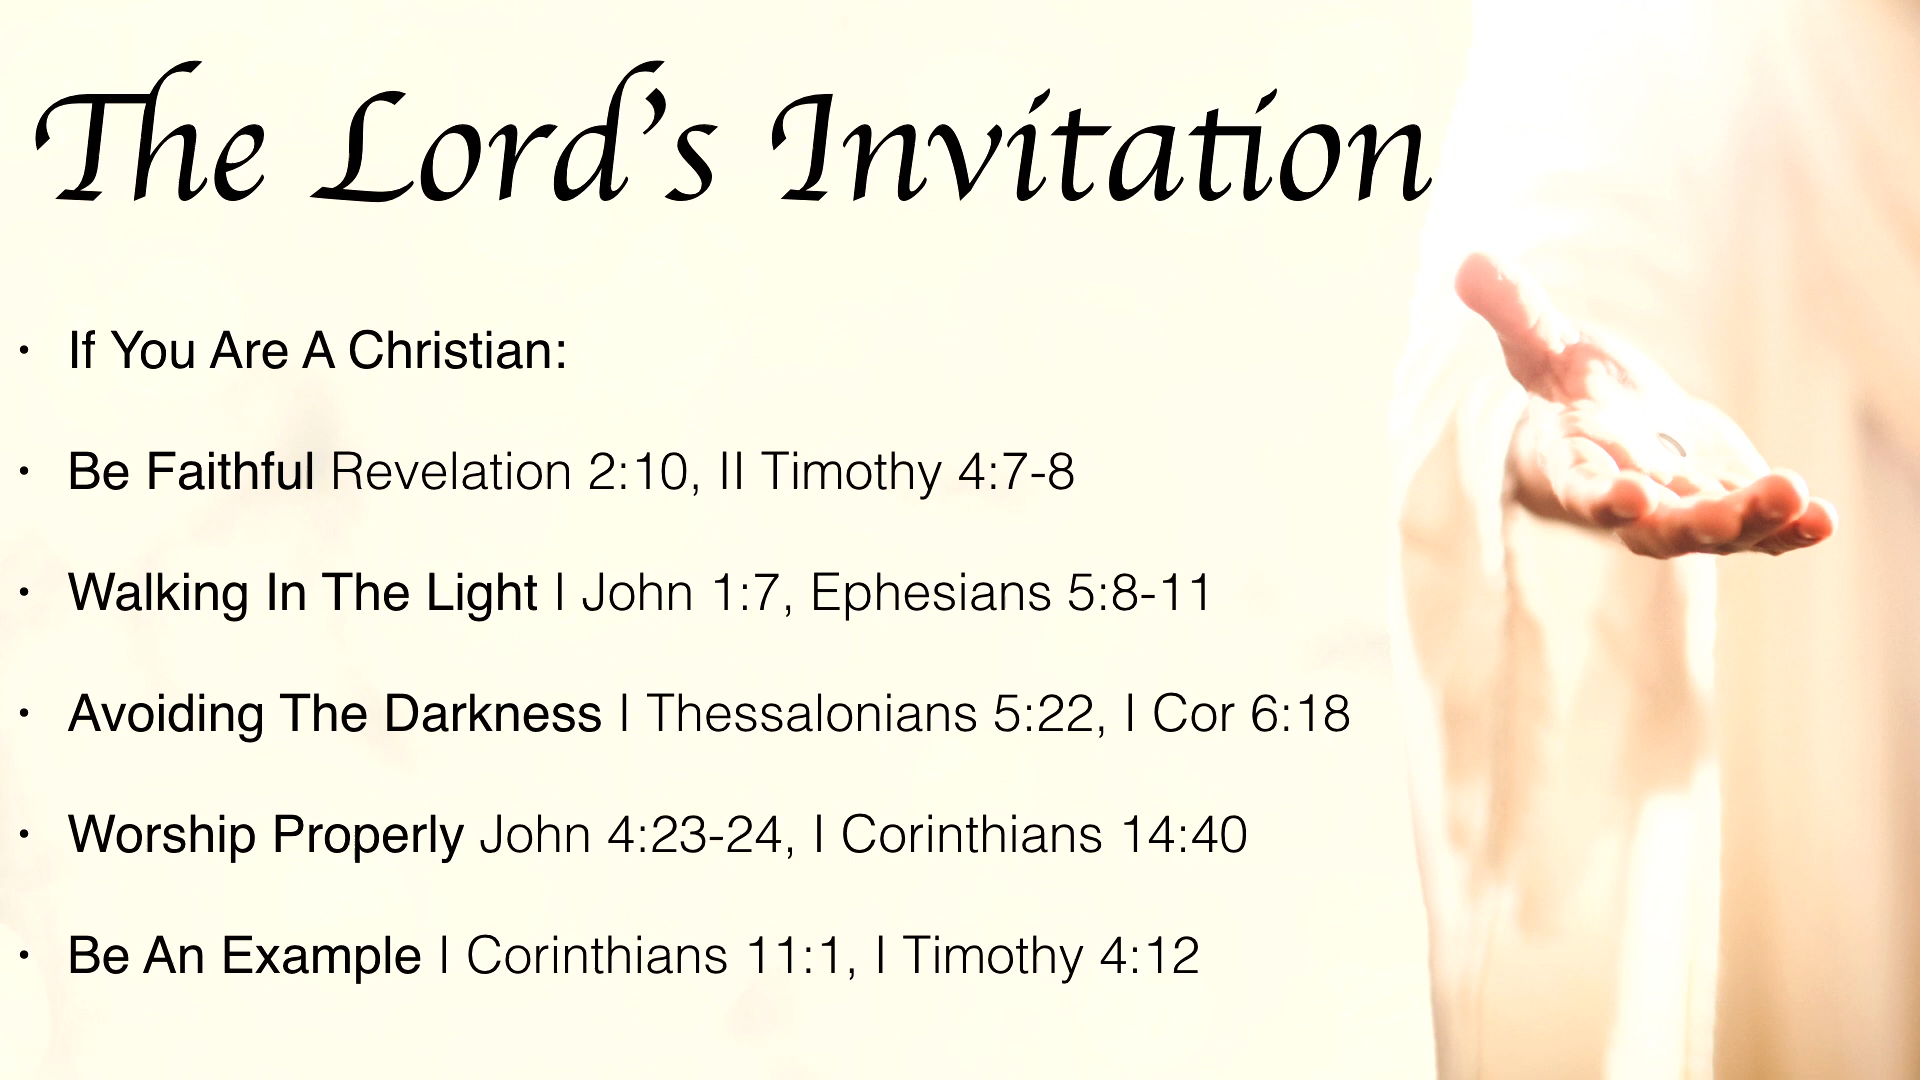 The Lord’s Invitation
• If You Are A Christian:
• Be Faithful Revelation 2:10, II Timothy 4:7-8
• Walking In The Light I John 1:7, Ephesians 5:8-11
• Avoiding The Darkness I Thessalonians 5:22, I Cor 6:18
• Worship Properly John 4:23-24, I Corinthians 14:40
• Be An Example I Corinthians 11:1, I Timothy 4:12